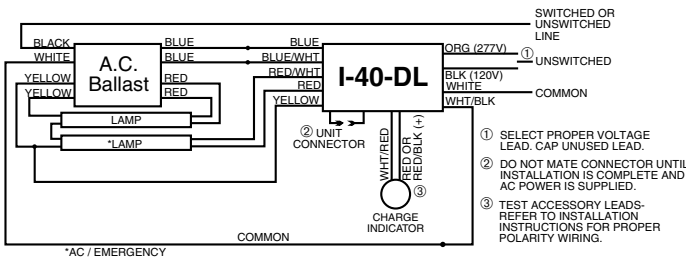 SWITCHED OR
UNSWITCHED
LINE
BLACK
BLUE
BLUE
WHITE
BLUE
BLUE/WHT
A.C.
Ballast
I-40-DL
ORG (277V)
①
UNSWITCHED
BLK (120V)
YELLOW
RED
RED/WHT
RED
WHITE
COMMON
YELLOW
RED
YELLOW
WHT/BLK
LAMP
*LAMP
② UNIT
CONNECTOR
WHT/RED
RED OR
RED/BLK (+)
③
CHARGE
INDICATOR
① SELECT PROPER VOLTAGE
LEAD. CAP UNUSED LEAD.
② DO NOT MATE CONNECTOR UNTIL
INSTALLATION IS COMPLETE AND
AC POWER IS SUPPLIED.
③ TEST ACCESSORY LEADS-
REFER TO INSTALLATION
INSTRUCTIONS FOR PROPER
POLARITY WIRING.
COMMON
*AC / EMERGENCY